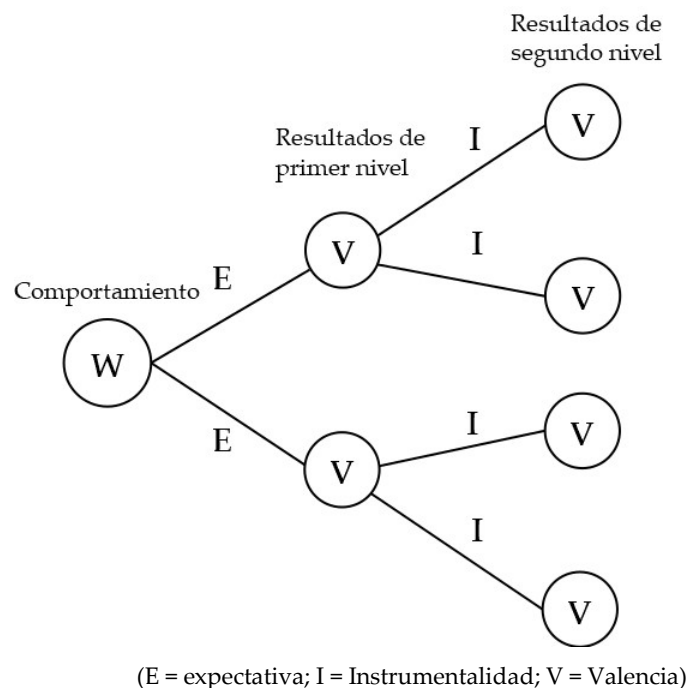 Resultados de
segundo nivel
V
Resultados de
primer nivel
I
V
I
V
Comportamiento
E
W
E
V
I
V
I
V
(E = expectativa; I = Instrumentalidad; V = Valencia)